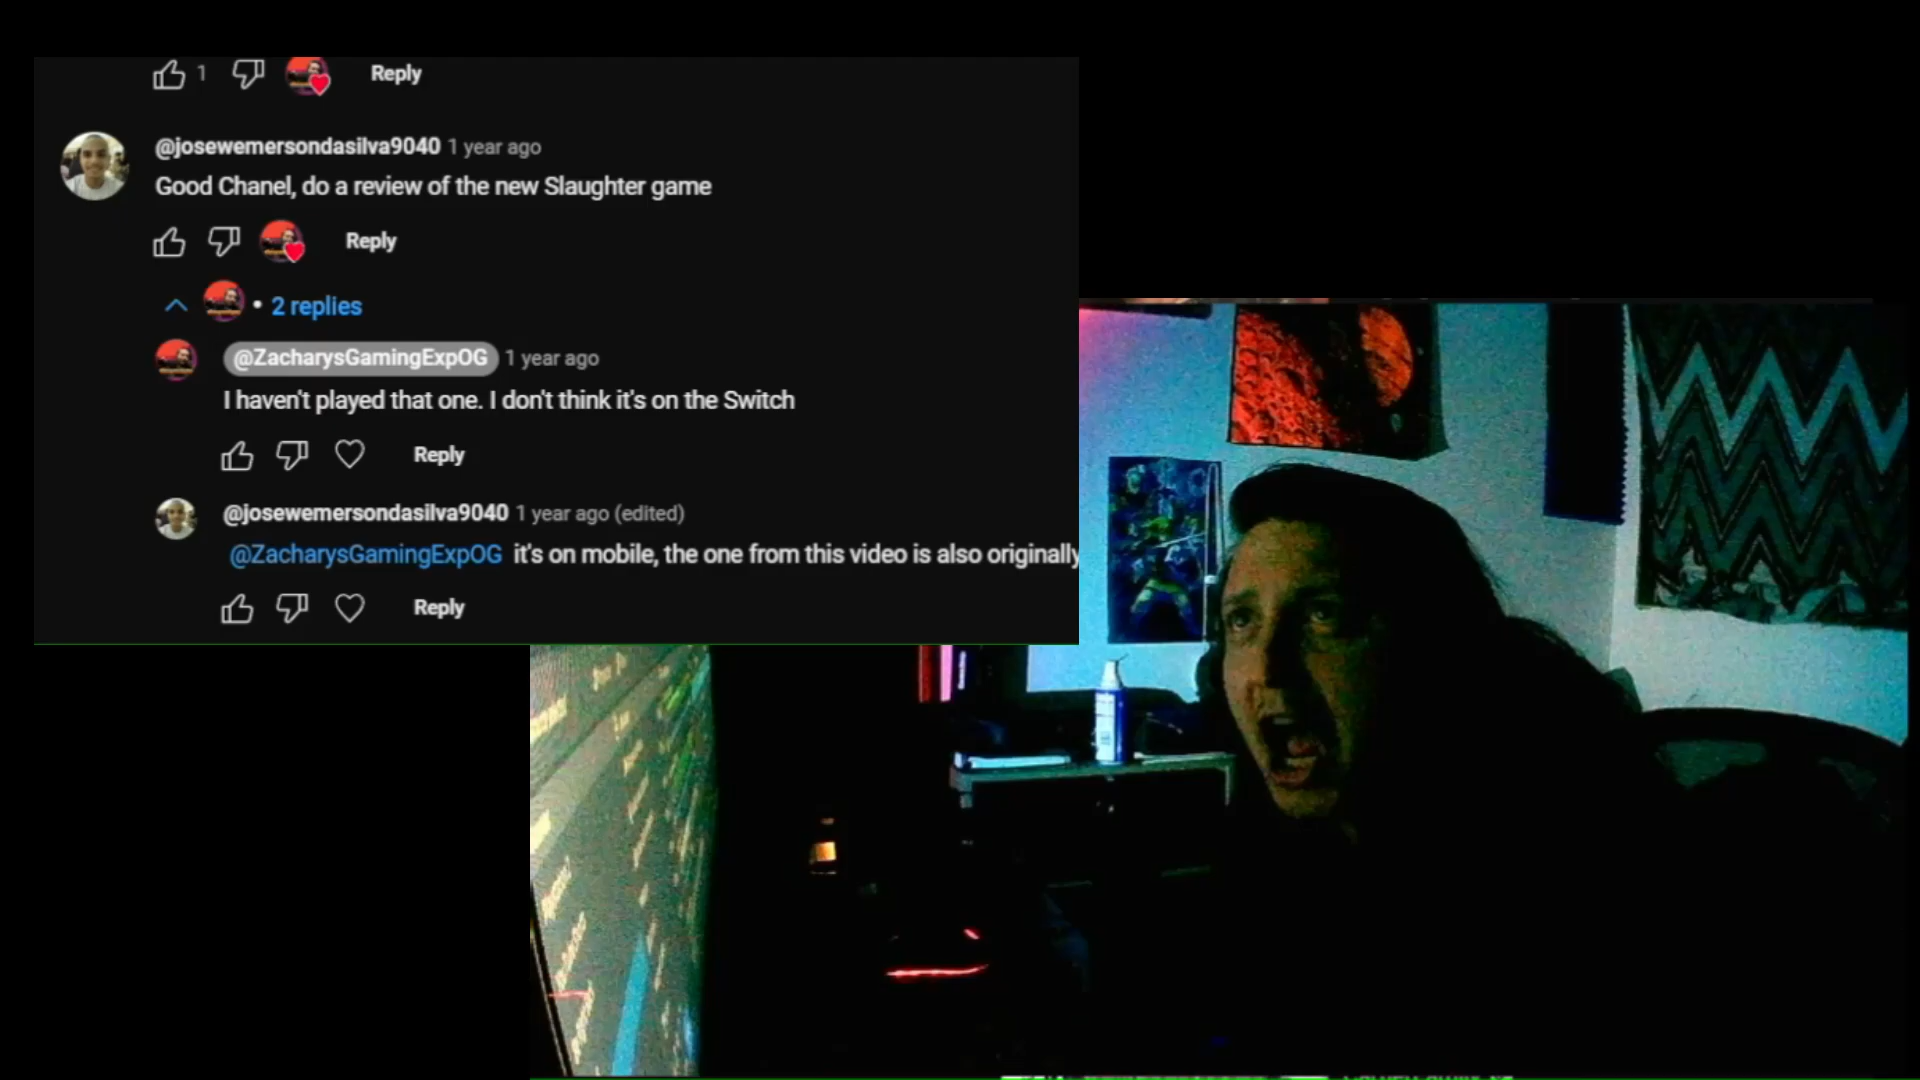 1 Reply
@josewemersondasilva9040 1 year ago
Good Chanel, do a review of the new Slaughter game
Reply
• 2 replies
@ZacharysGamingExpOG 1 year ago
I haven't played that one. I don't think it's on the Switch
Reply
@josewemersondasilva9040 1 year ago (edited)
@ZacharysGamingExpOG it's on mobile, the one from this video is also originally
Reply